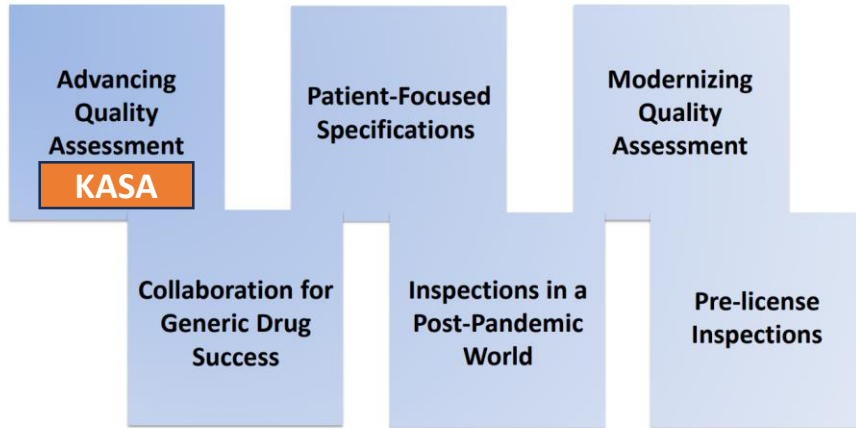 Advancing
Quality
Assessment
KASA
Patient-Focused
Specifications
Modernizing
Quality
Assessment
Collaboration for
Generic Drug
Success
Inspections in a
Post-Pandemic
World
Pre-license
Inspections